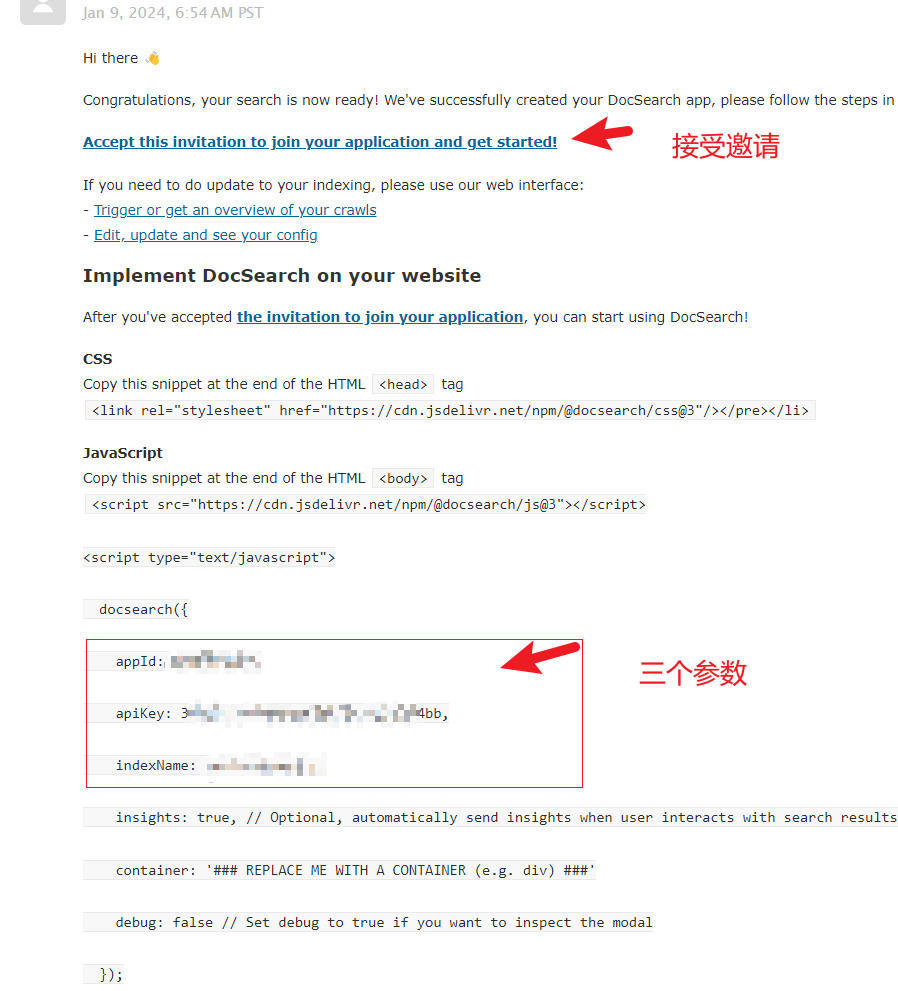 Jan 9, 2024, 6:54 AM PST
Hi there 👋
Congratulations, your search is now ready! We've successfully created your DocSearch app, please follow the steps in
Accept this invitation to join your application and get started!
接受邀请
If you need to do update to your indexing, please use our web interface:
- Trigger or get an overview of your crawls
- Edit, update and see your config
Implement DocSearch on your website
After you've accepted the invitation to join your application, you can start using DocSearch!
CSS
Copy this snippet at the end of the HTML <head> tag
<link rel="stylesheet" href="https://cdn.jsdelivr.net/npm/@docsearch/css@3"/></pre></li>
JavaScript
Copy this snippet at the end of the HTML <body> tag
<script src="https://cdn.jsdelivr.net/npm/@docsearch/js@3"></script>
<script type="text/javascript">
docsearch({
appId:
三个参数
apiKey: 3 4bb,
indexName:
insights: true, // Optional, automatically send insights when user interacts with search results
container: '### REPLACE ME WITH A CONTAINER (e.g. div) ###'
debug: false // Set debug to true if you want to inspect the modal
});